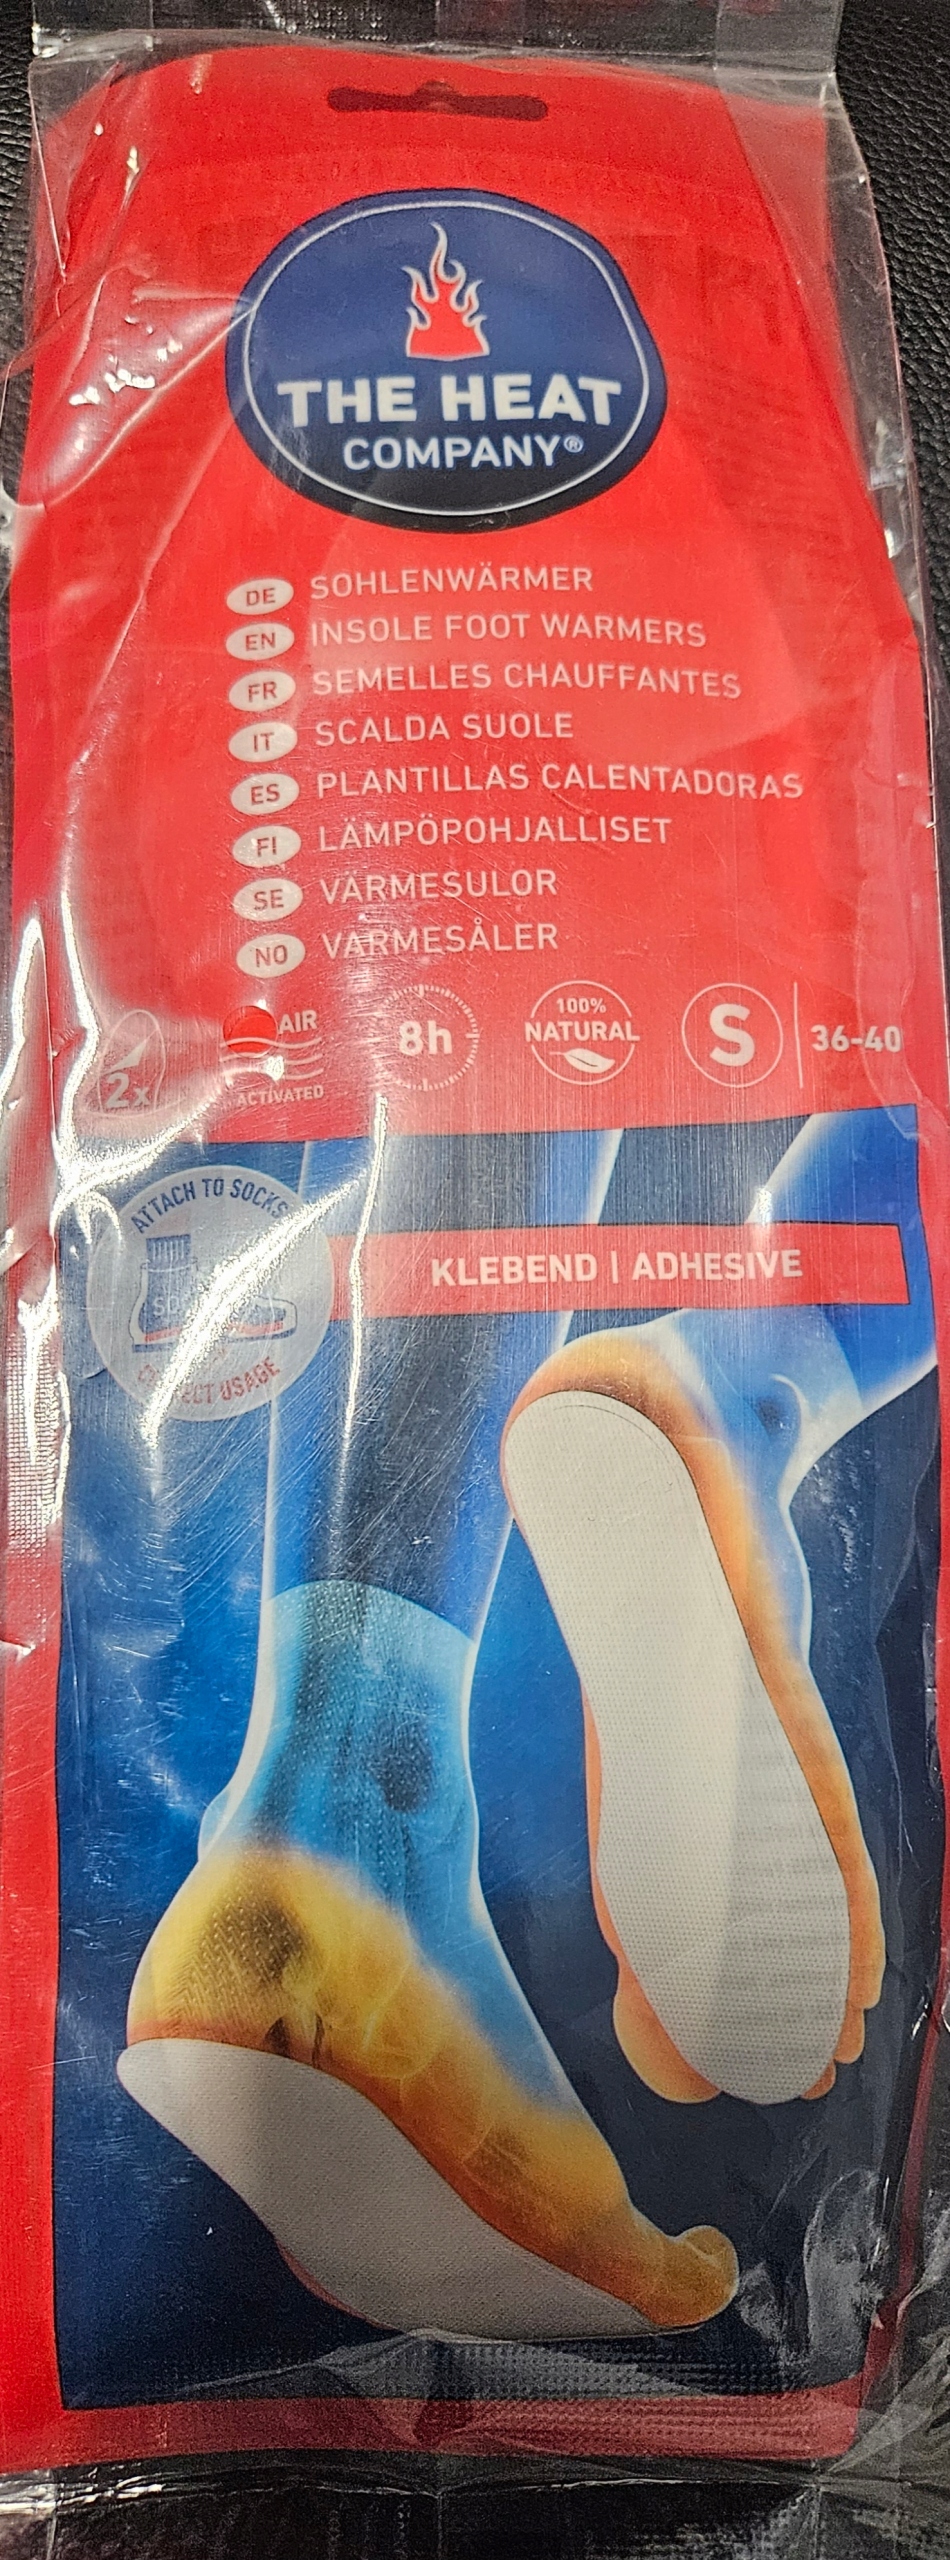 THE HEAT
COMPANY®
DE SOHLENWÄRMER
EN INSOLE FOOT WARMERS
FR SEMELLES CHAUFFANTES
IT SCALDA SUOLE
ES PLANTILLAS CALENTADORAS
FI LÄMPÖPOHJALLISET
SE VÄRMESULOR
NO VARMESÅLER
2x
AIR
ACTIVATED
8h
100%
NATURAL
S
36-40
ATTACH TO SOCKS
USAGE
KLEBEND | ADHESIVE